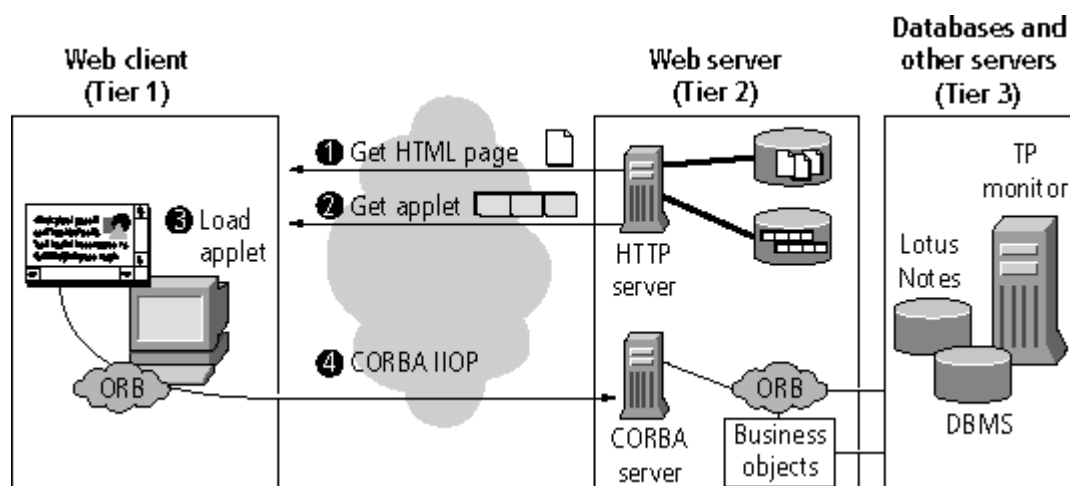 Web client
(Tier 1)
Web server
(Tier 2)
Databases and
other servers
(Tier 3)
1 Get HTML page
2 Get applet
3 Load
applet
HTTP
server
TP
monitor
Lotus
Notes
4 CORBA IIOP
ORB
ORB
CORBA
server
Business
objects
DBMS